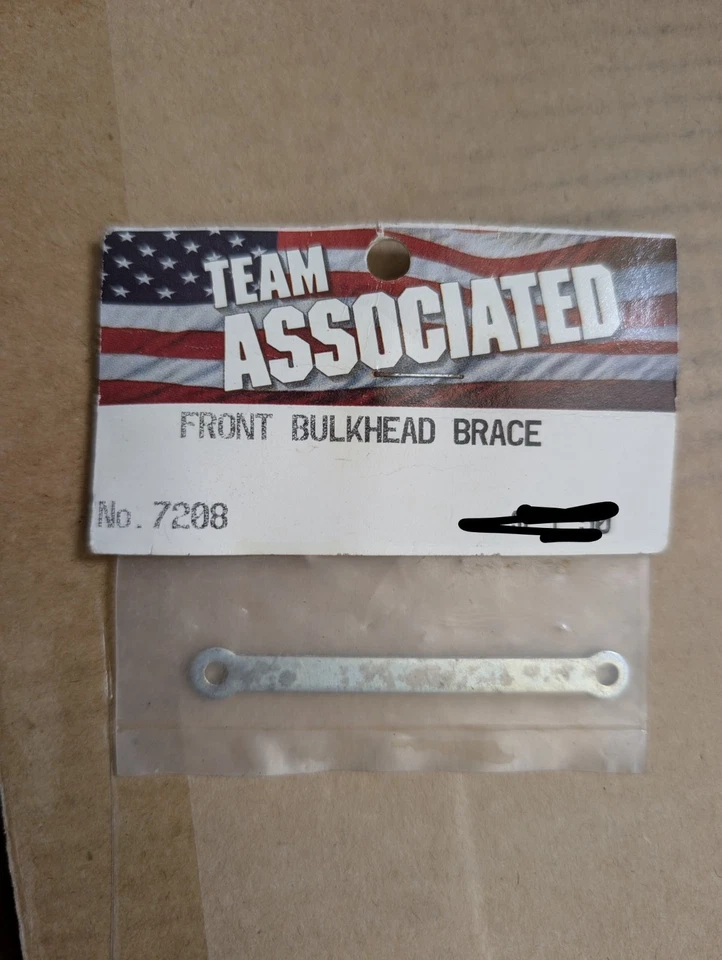 TEAM
ASSOCIATED
FRONT BULKHEAD BRACE
No. 7208